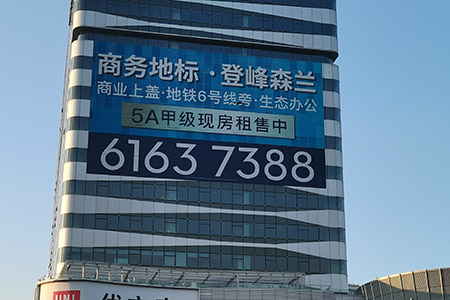 商务地标·登峰森兰
商业上盖·地铁6号线旁·生态办公
5A甲级现房租售中
6163 7388